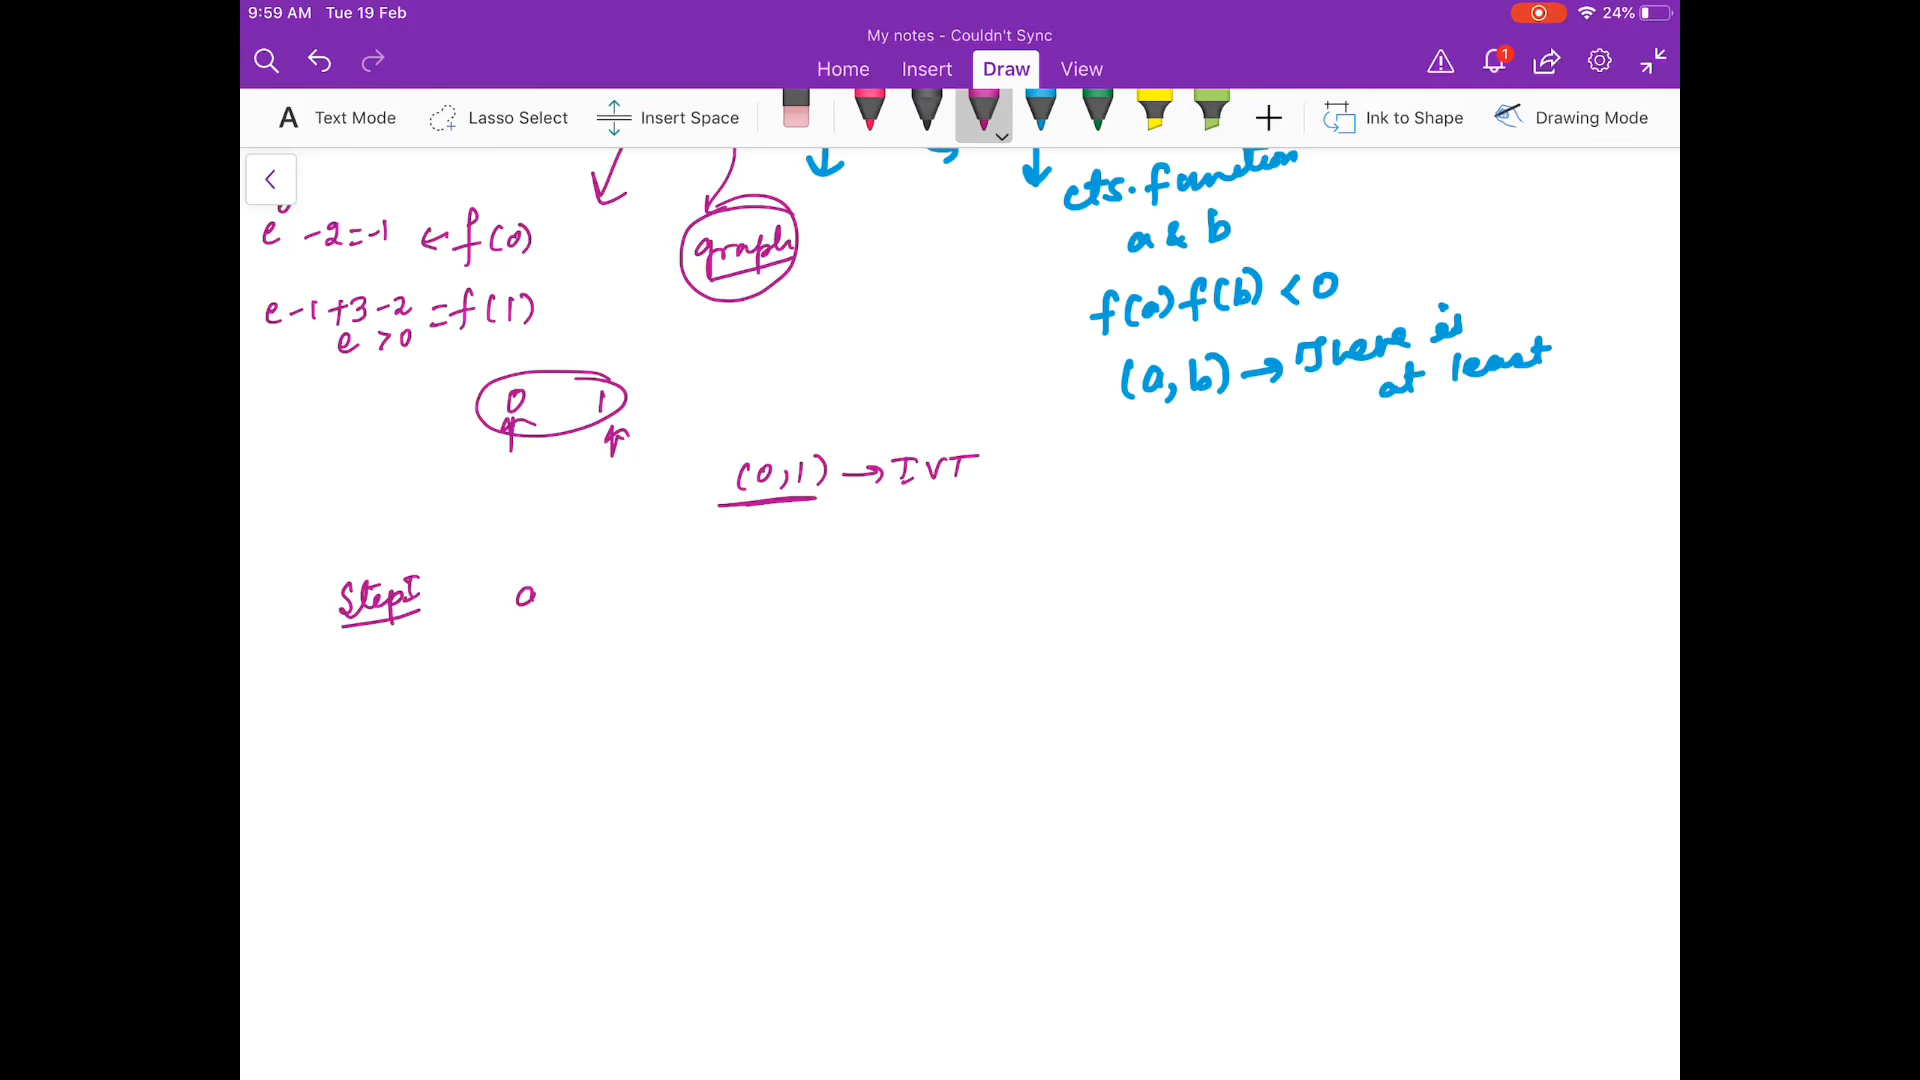 9:59 AM Tue 19 Feb
24%
My notes - Couldn't Sync
Home Insert Draw View
1
A Text Mode Lasso Select Insert Space Ink to Shape Drawing Mode
cts. function
a & b
f(a) f(b) < 0
(a, b) → There is
at least
e⁰ -2=-1 ← f(0)
graph
e-1+3-2 = f(1)
e >0
0 1
(0,1) → IVT
Step I a